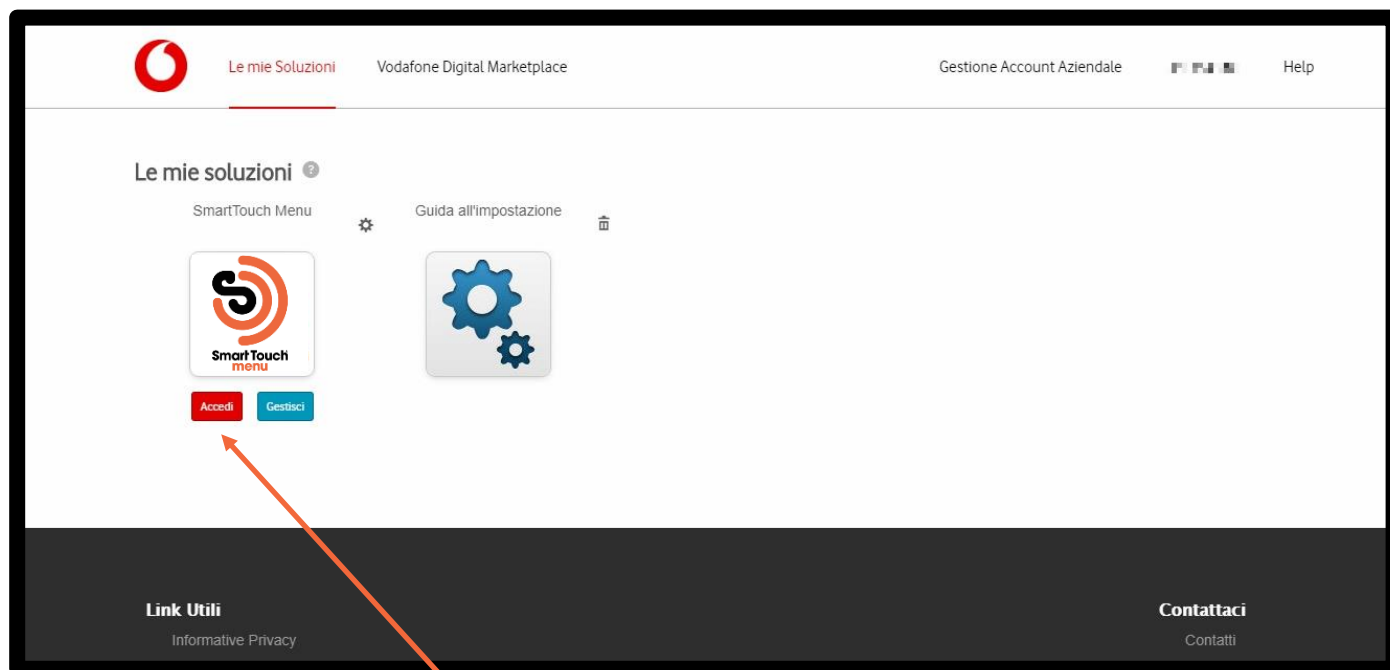 Le mie Soluzioni Vodafone Digital Marketplace Gestione Account Aziendale Help
Le mie soluzioni ?
SmartTouch Menu Guida all'impostazione
SmartTouch
menu
Accedi Gestisci
Link Utili Contattaci
Informative Privacy Contatti